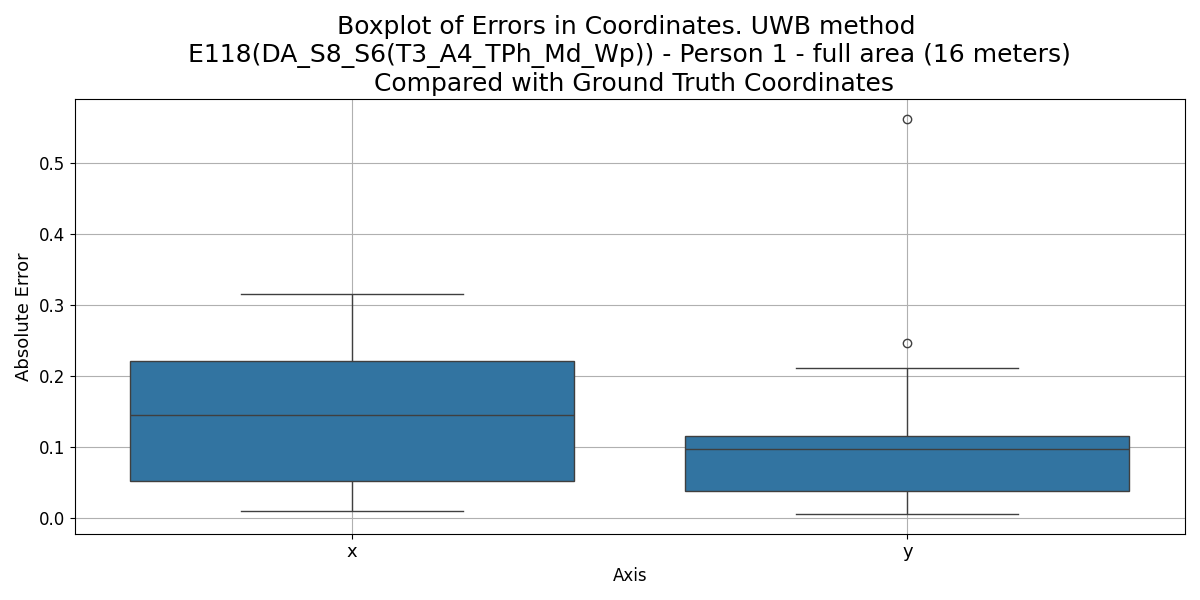 Boxplot of Errors in Coordinates. UWB method
E118(DA_S8_S6(T3_A4_TPh_Md_Wp)) - Person 1 - full area (16 meters)
Compared with Ground Truth Coordinates
Absolute Error
0.5
0.4
0.3
0.2
0.1
0.0
x
y
Axis